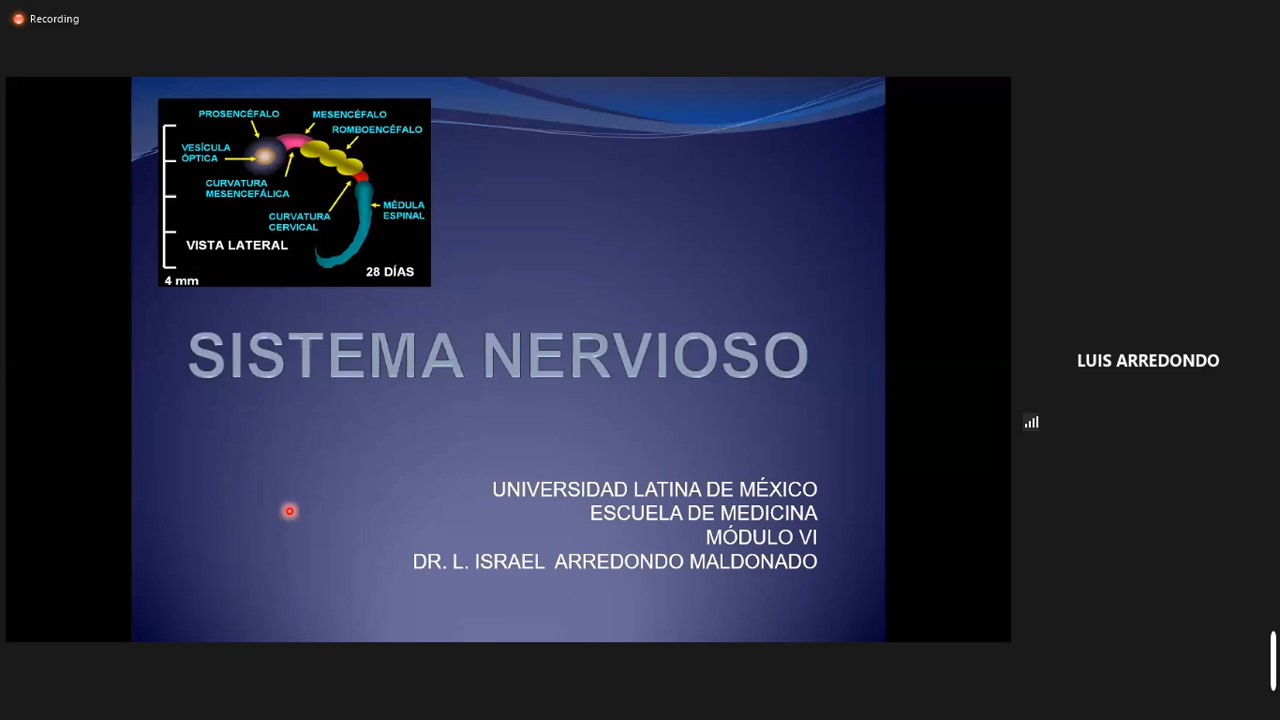 Recording
PROSENCÉFALO
MESENCÉFALO
ROMBOENCÉFALO
VESÍCULA
ÓPTICA
CURVATURA
MESENCEFÁLICA
CURVATURA
CERVICAL
MÉDULA
ESPINAL
VISTA LATERAL
28 DÍAS
4 mm
SISTEMA NERVIOSO
LUIS ARREDONDO
UNIVERSIDAD LATINA DE MÉXICO
ESCUELA DE MEDICINA
MÓDULO VI
DR. L. ISRAEL ARREDONDO MALDONADO